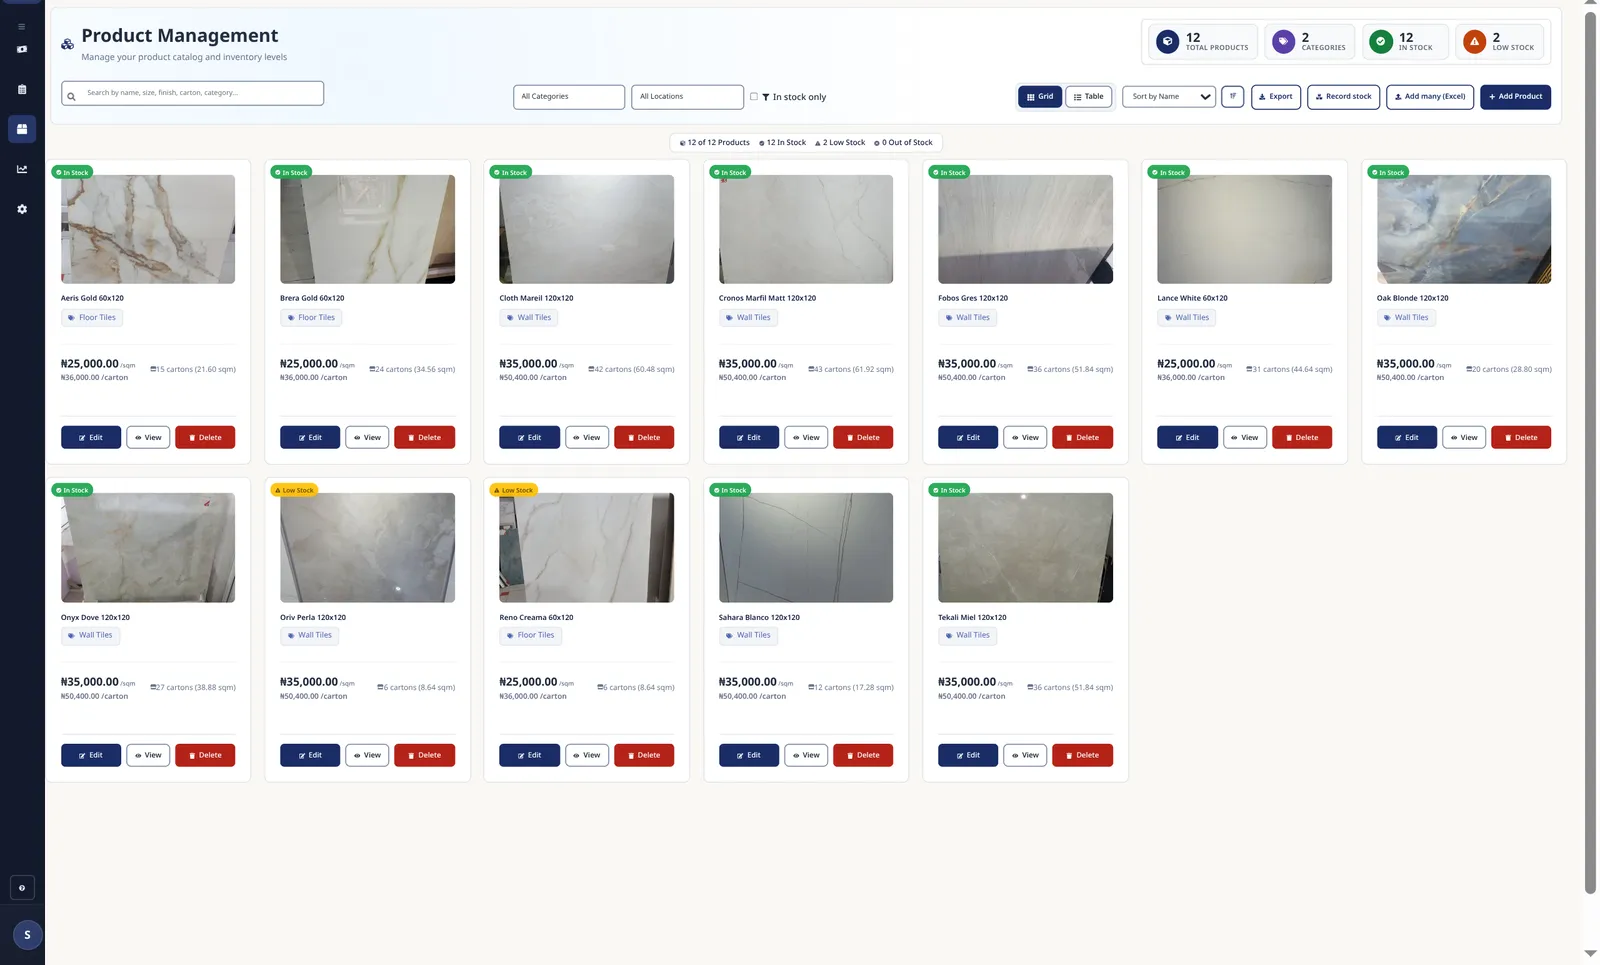 Product Management
Manage your product catalog and inventory levels
12 TOTAL PRODUCTS
2 CATEGORIES
12 IN STOCK
2 LOW STOCK
Search by name, size, finish, carton, category...
All Categories
All Locations
In stock only
Grid
Table
Sort by Name
Export
Record stock
Add many (Excel)
+ Add Product
12 of 12 Products 12 In Stock 2 Low Stock 0 Out of Stock
In Stock
Aeris Gold 60x120
Floor Tiles
₦25,000.00 /sqm
₦36,000.00 /carton
15 cartons (21.60 sqm)
Edit View Delete
In Stock
Brera Gold 60x120
Floor Tiles
₦25,000.00 /sqm
₦36,000.00 /carton
24 cartons (34.56 sqm)
Edit View Delete
In Stock
Cloth Mareil 120x120
Wall Tiles
₦35,000.00 /sqm
₦50,400.00 /carton
42 cartons (60.48 sqm)
Edit View Delete
In Stock
Cronos Marfil Matt 120x120
Wall Tiles
₦35,000.00 /sqm
₦50,400.00 /carton
43 cartons (61.92 sqm)
Edit View Delete
In Stock
Fobos Gres 120x120
Wall Tiles
₦35,000.00 /sqm
₦50,400.00 /carton
36 cartons (51.84 sqm)
Edit View Delete
In Stock
Lance White 60x120
Wall Tiles
₦25,000.00 /sqm
₦36,000.00 /carton
31 cartons (44.64 sqm)
Edit View Delete
In Stock
Oak Blonde 120x120
Wall Tiles
₦35,000.00 /sqm
₦50,400.00 /carton
20 cartons (28.80 sqm)
Edit View Delete
In Stock
Onyx Dove 120x120
Wall Tiles
₦35,000.00 /sqm
₦50,400.00 /carton
27 cartons (38.88 sqm)
Edit View Delete
Low Stock
Oriv Perla 120x120
Wall Tiles
₦35,000.00 /sqm
₦50,400.00 /carton
6 cartons (8.64 sqm)
Edit View Delete
Low Stock
Reno Creama 60x120
Floor Tiles
₦25,000.00 /sqm
₦36,000.00 /carton
6 cartons (8.64 sqm)
Edit View Delete
In Stock
Sahara Blanco 120x120
Wall Tiles
₦35,000.00 /sqm
₦50,400.00 /carton
12 cartons (17.28 sqm)
Edit View Delete
In Stock
Tekali Miel 120x120
Wall Tiles
₦35,000.00 /sqm
₦50,400.00 /carton
36 cartons (51.84 sqm)
Edit View Delete
S